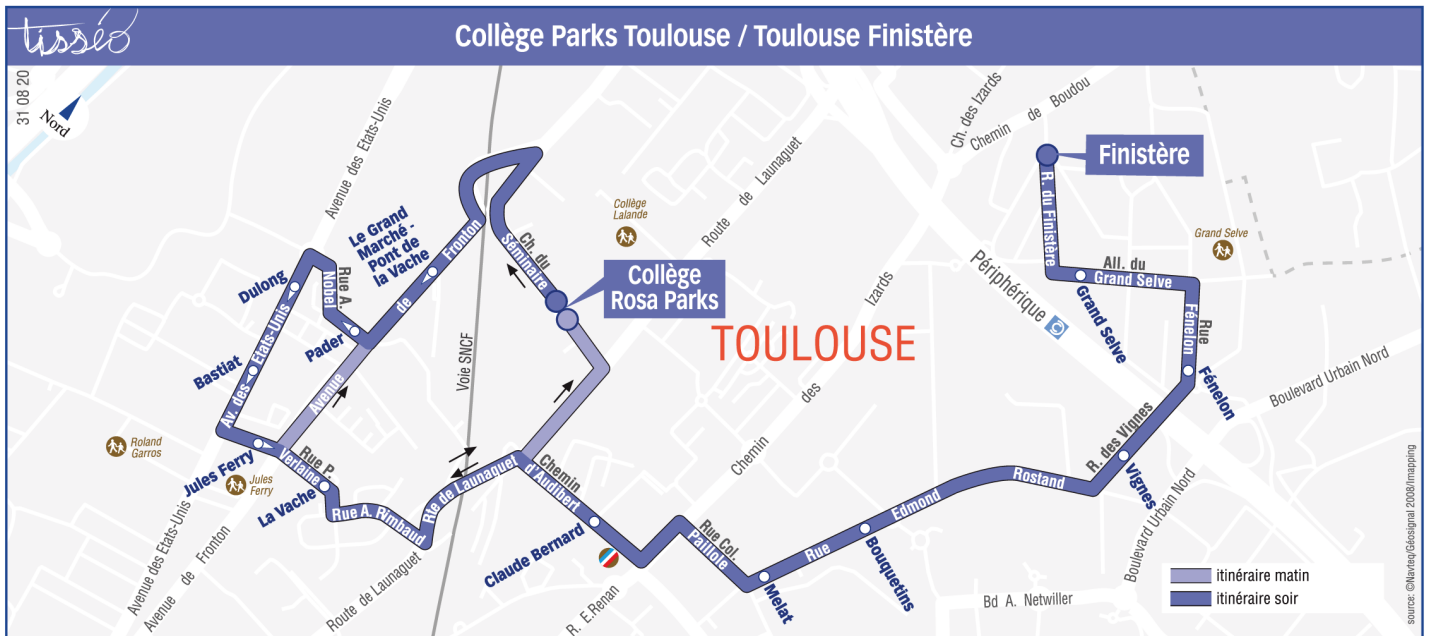 tisséo
Collège Parks Toulouse / Toulouse Finistère
31 08 20
Nord
Avenue des Etats-Unis
Ch. des Izards
Chemin de Boudou
Finistère
R. du Finistère
Route de Launaguet
Collège
Lalande
Grand Selve
Le Grand
Marché -
Pont de
la Vache
Fronton
de
Avenue
Ch. du
Séminaire
Collège
Rosa Parks
Périphérique
All. du
Grand Selve
Grand Selve
Rue
Fénelon
Fénelon
Dulong
Rue A.
Nobel
Pader
Bastiat
Av. des Etats-Unis
TOULOUSE
Voie SNCF
Chemin des Izards
Boulevard Urbain Nord
Roland
Garros
Jules Ferry
Jules
Ferry
Rue P.
Verlaine
La Vache
Rue A. Rimbaud
Rte de Launaguet
Chemin
d'Audibert
Claude Bernard
Rue Col.
Paillole
Melat
Rue Edmond Rostand
Bouquetins
R. des Vignes
Vignes
Boulevard Urbain Nord
Avenue des Etats-Unis
Avenue de Fronton
Route de Launaguet
R. E.Renan
Bd A. Netwiller
itinéraire matin
itinéraire soir
source: ©Navteq/Géosignal 2008/Imapping